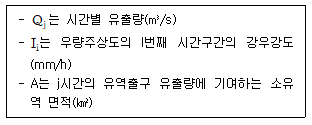 - Qj는 시간별 유출량(㎥/s)
- Ii는 우량주상도의 I번째 시간구간의 강우강도
(mm/h)
- A는 j시간의 유역출구 유출량에 기여하는 소유
역 면적(㎢)